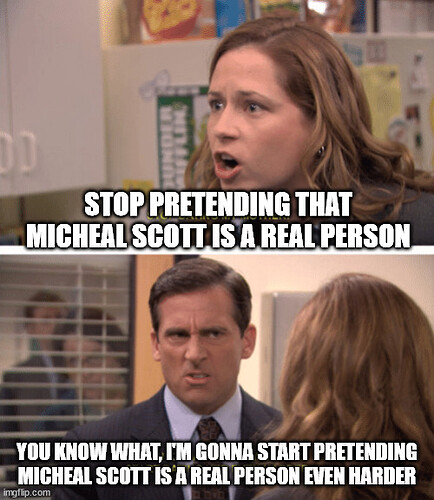 STOP PRETENDING THAT
MICHEAL SCOTT IS A REAL PERSON
YOU KNOW WHAT, I'M GONNA START PRETENDING
MICHEAL SCOTT IS A REAL PERSON EVEN HARDER
imgflip.com